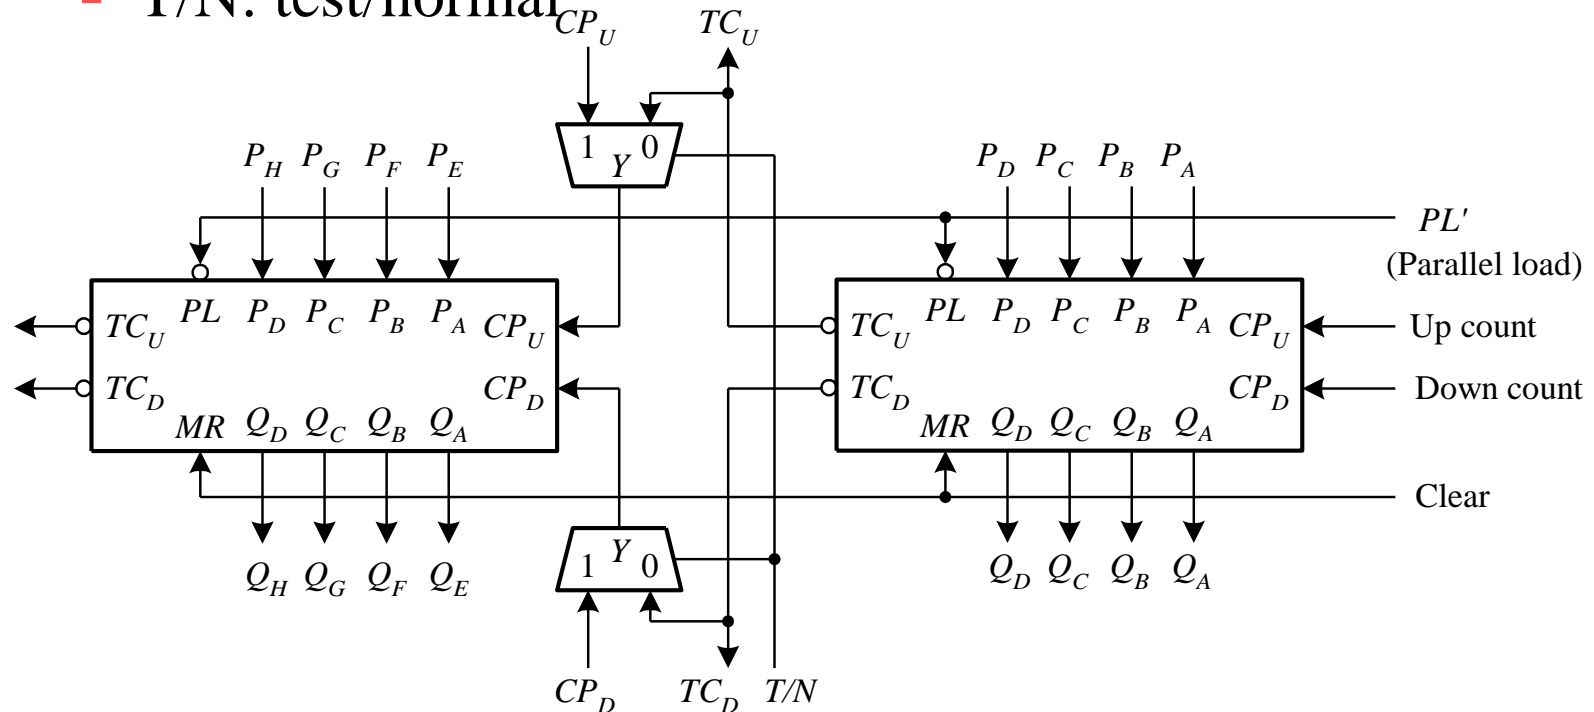 T/N: test/normal
CP_U TC_U
1 Y 0
P_H P_G P_F P_E
P_D P_C P_B P_A
PL'
(Parallel load)
TC_U PL P_D P_C P_B P_A CP_U
TC_D CP_D
MR Q_D Q_C Q_B Q_A
TC_U PL P_D P_C P_B P_A CP_U
TC_D CP_D
MR Q_D Q_C Q_B Q_A
Up count
Down count
Clear
Q_H Q_G Q_F Q_E
1 Y 0
Q_D Q_C Q_B Q_A
CP_D TC_D T/N